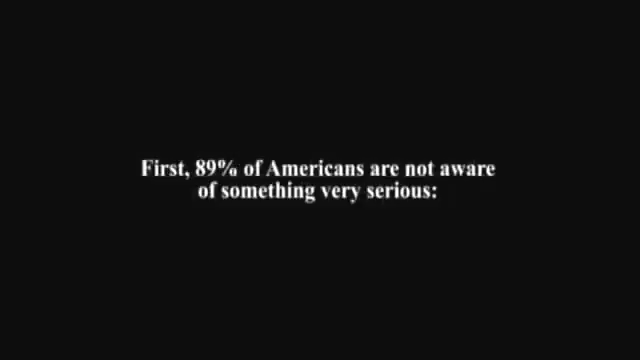 First, 89% of Americans are not aware
of something very serious: